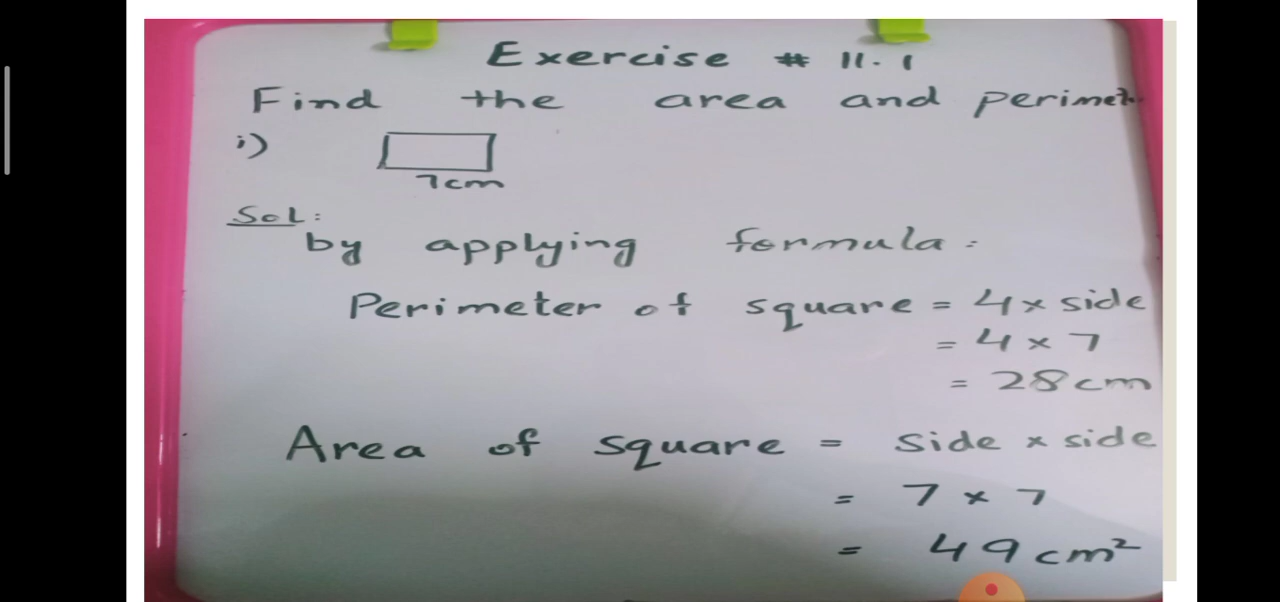 Exercise # 11.1
Find the area and perimet
i)
7cm
Sol:
by applying formula:
Perimeter of square = 4 x side
= 4 x 7
= 28cm
Area of square = Side x side
= 7 x 7
= 49cm²